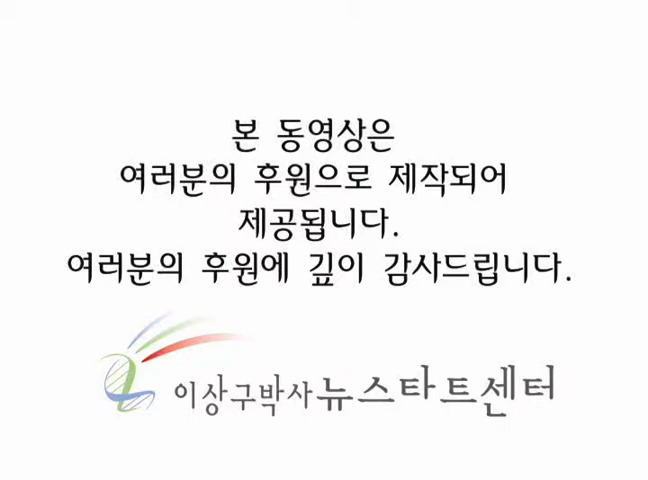 본 동영상은
여러분의 후원으로 제작되어
제공됩니다.
여러분의 후원에 깊이 감사드립니다.
이상구박사뉴스타트센터